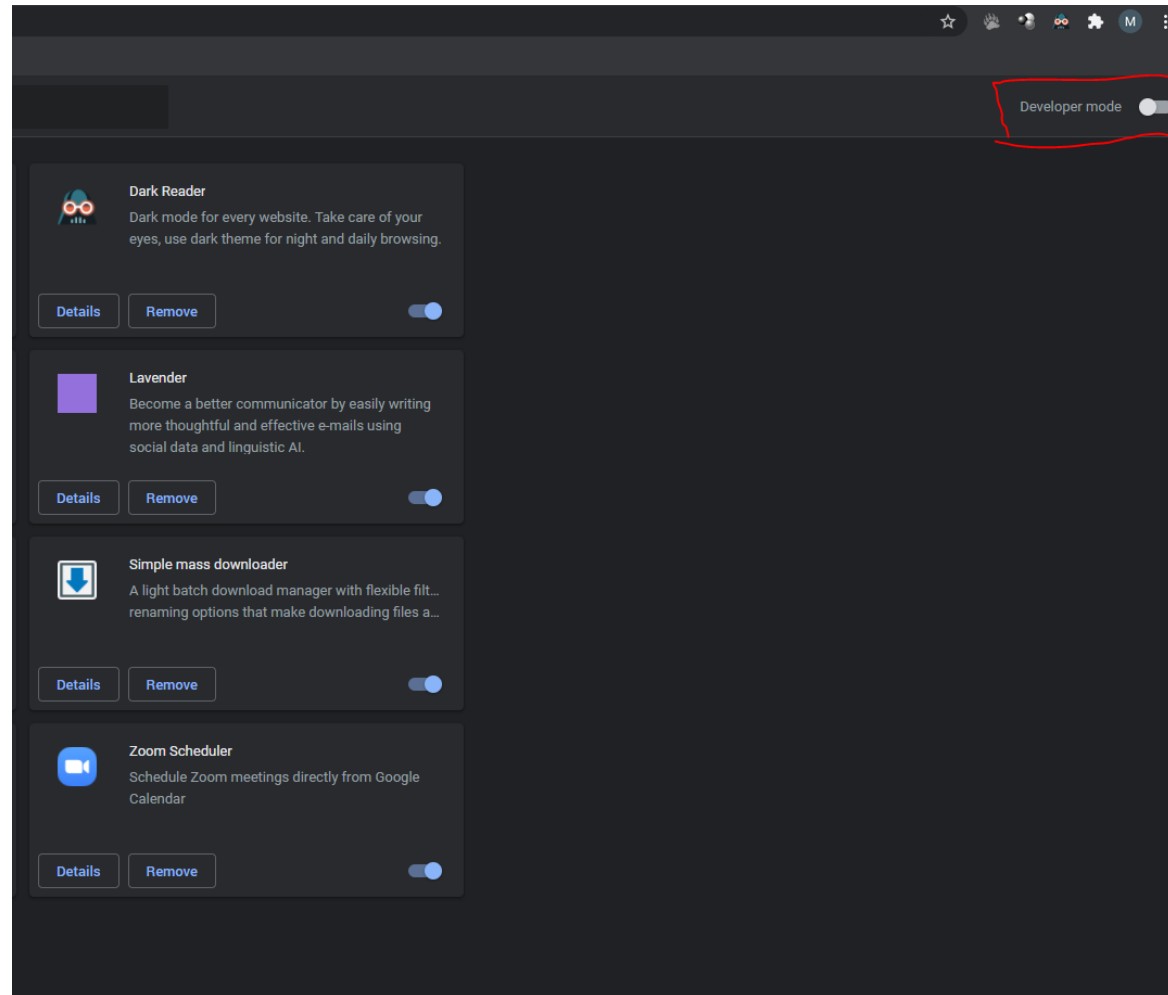 M
Developer mode
Dark Reader
Dark mode for every website. Take care of your
eyes, use dark theme for night and daily browsing.
Details Remove
Lavender
Become a better communicator by easily writing
more thoughtful and effective e-mails using
social data and linguistic AI.
Details Remove
Simple mass downloader
A light batch download manager with flexible filt...
renaming options that make downloading files a...
Details Remove
Zoom Scheduler
Schedule Zoom meetings directly from Google
Calendar
Details Remove